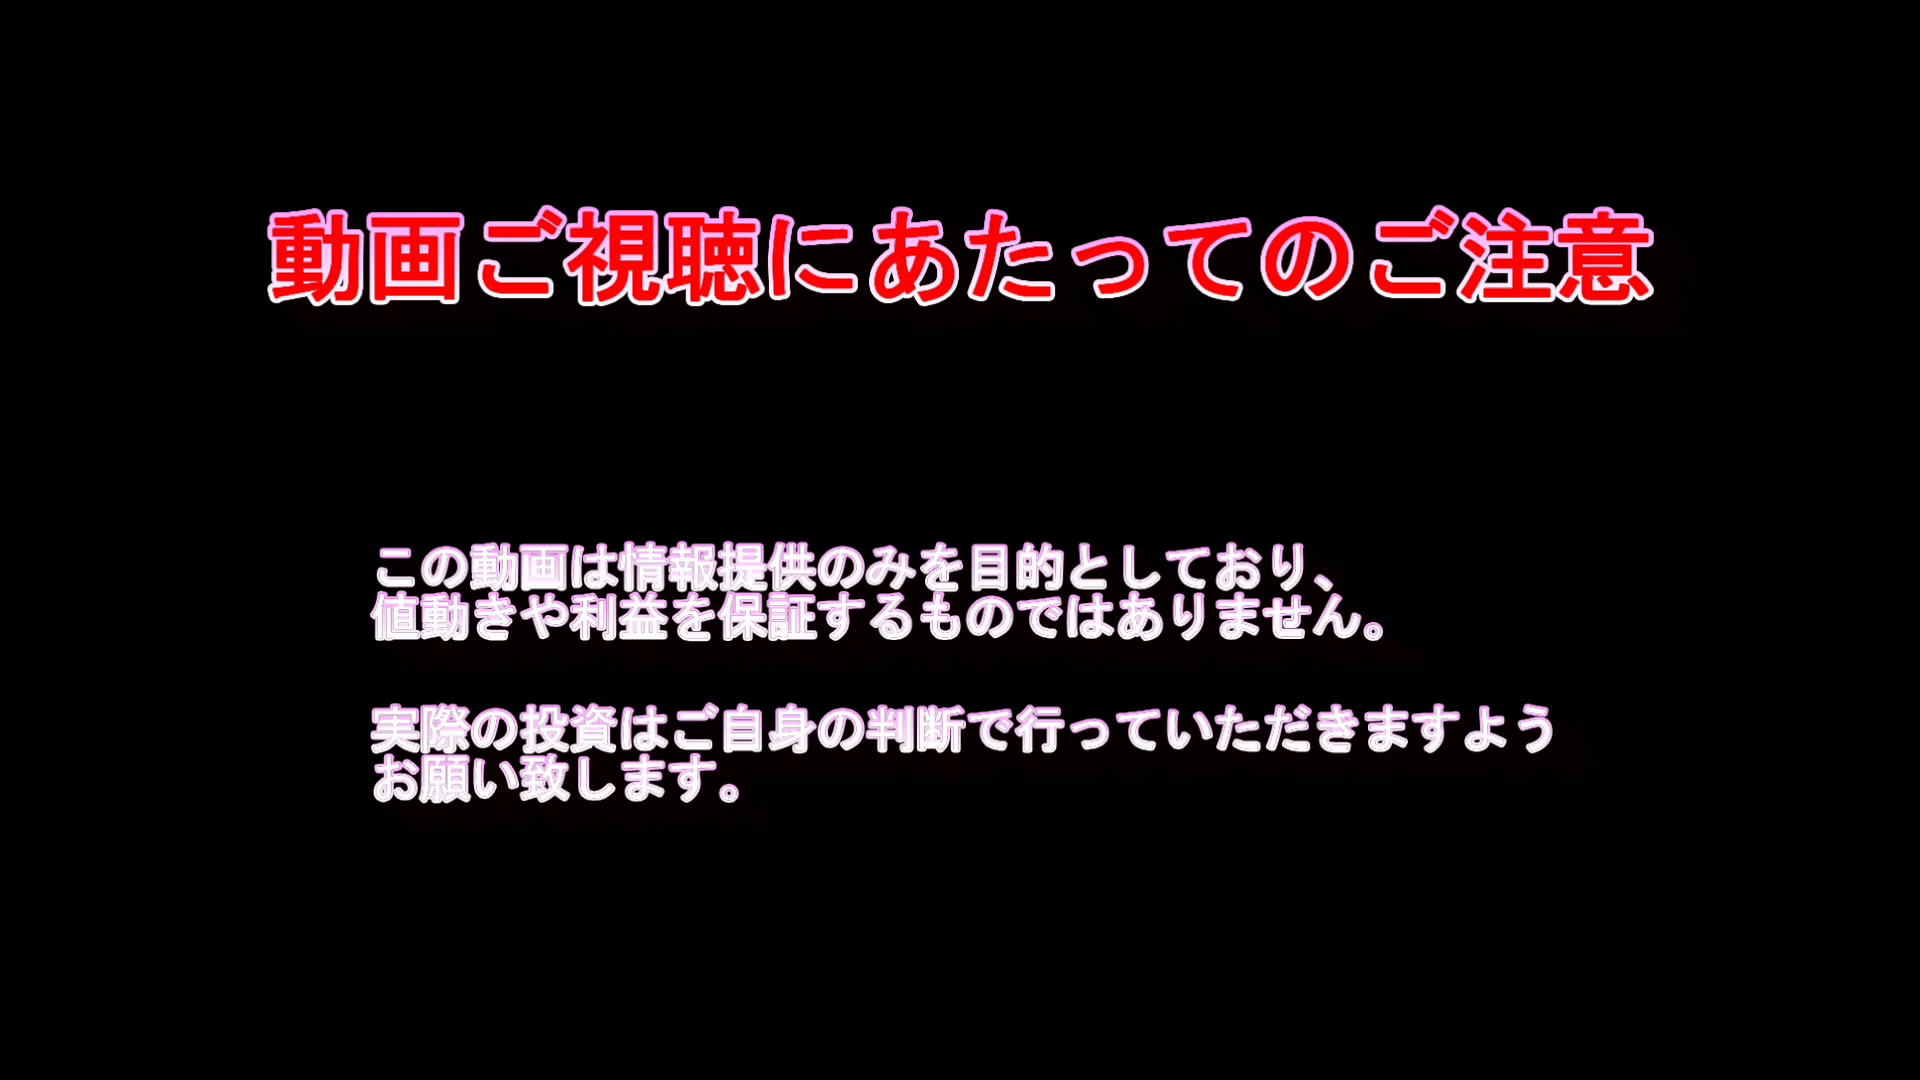 動画ご視聴にあたってのご注意
この動画は情報提供のみを目的としており、
値動きや利益を保証するものではありません。
実際の投資はご自身の判断で行っていただきますよう
お願い致します。